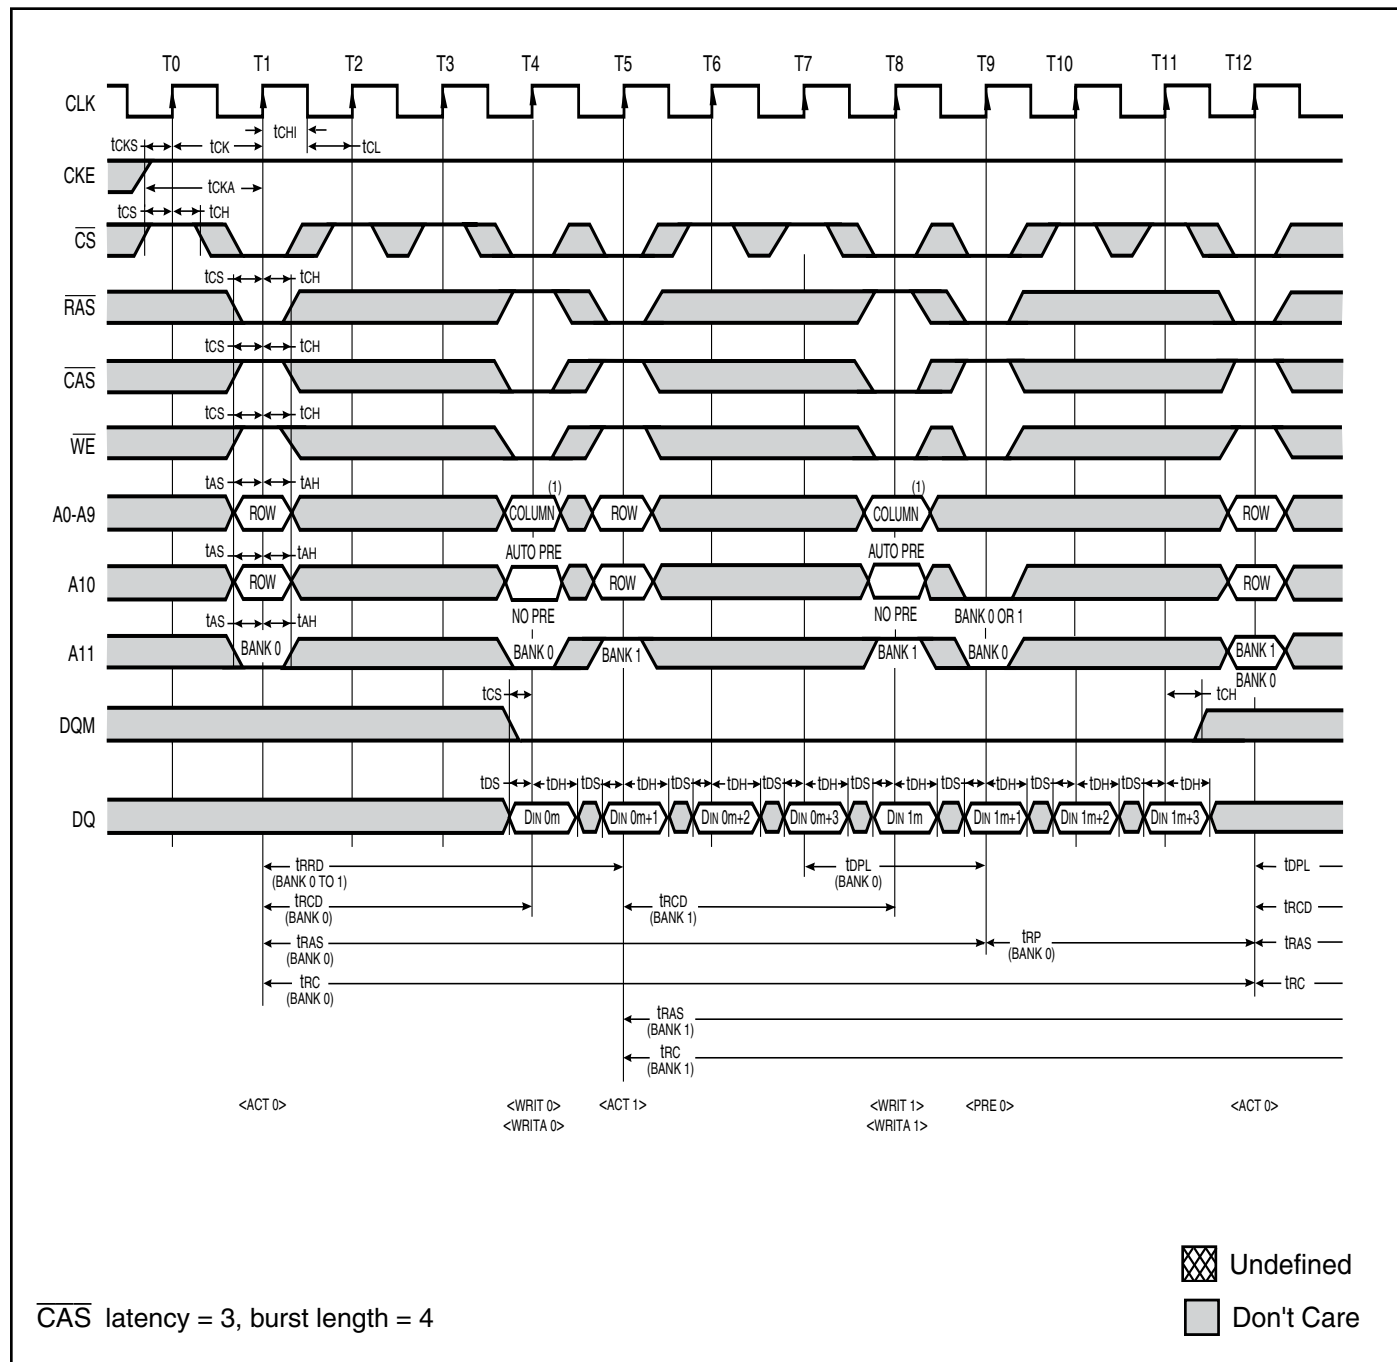 T0 T1 T2 T3 T4 T5 T6 T7 T8 T9 T10 T11 T12
CLK
tCHI
tCKS tCK tCL
CKE
tCKA
tCS tCH
CS
tCS tCH
RAS
tCS tCH
CAS
tCS tCH
WE
tAS tAH (1) (1)
A0-A9 ROW COLUMN ROW COLUMN ROW
tAS tAH AUTO PRE AUTO PRE
A10 ROW ROW ROW
tAS tAH NO PRE NO PRE BANK 0 OR 1
A11 BANK 0 BANK 0 BANK 1 BANK 1 BANK 0 BANK 1
BANK 0
tCS tCH
DQM
tDS tDH tDS tDH tDS tDH tDS tDH tDS tDH tDS tDH tDS tDH tDS tDH
DQ DIN 0m DIN 0m+1 DIN 0m+2 DIN 0m+3 DIN 1m DIN 1m+1 DIN 1m+2 DIN 1m+3
tRRD tDPL tDPL
(BANK 0 TO 1) (BANK 0)
tRCD tRCD tRCD
(BANK 0) (BANK 1)
tRAS tRP tRAS
(BANK 0) (BANK 0)
tRC tRC
(BANK 0)
tRAS
(BANK 1)
tRC
(BANK 1)
<ACT 0> <WRIT 0> <ACT 1> <WRIT 1> <PRE 0> <ACT 0>
<WRITA 0> <WRITA 1>
Undefined
CAS latency = 3, burst length = 4 Don't Care